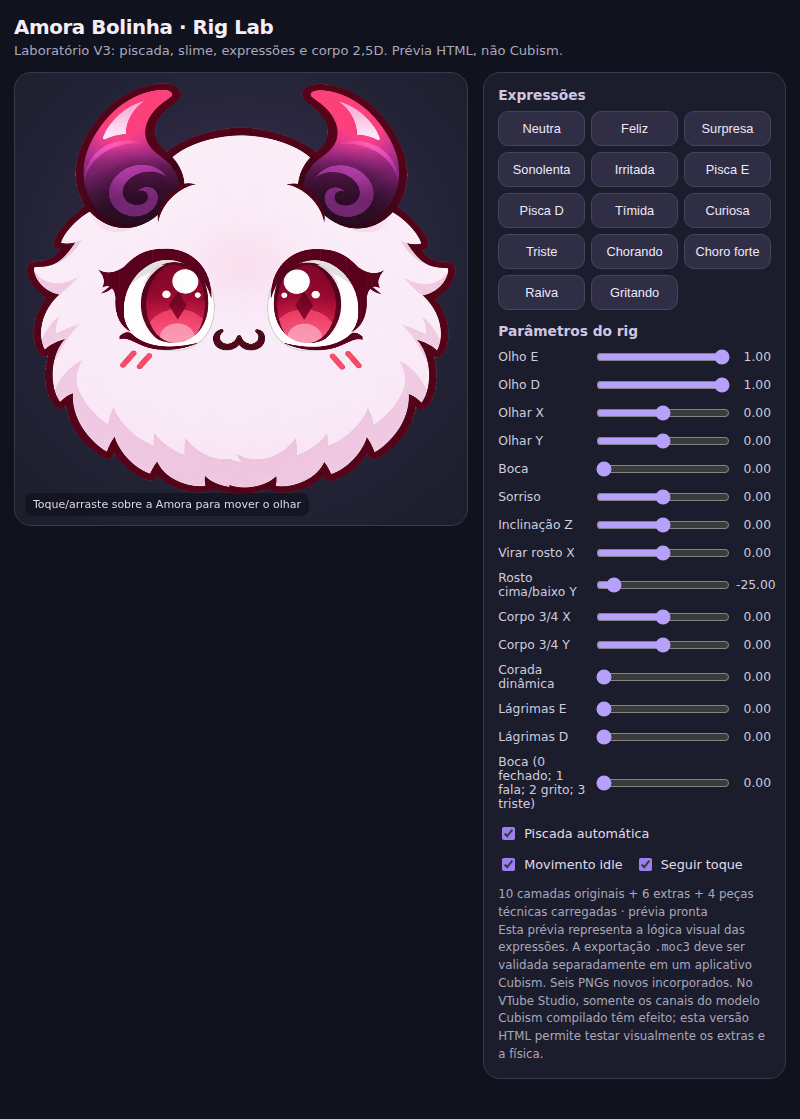 Amora Bolinha · Rig Lab
Laboratório V3: piscada, slime, expressões e corpo 2,5D. Prévia HTML, não Cubism.
Toque/arraste sobre a Amora para mover o olhar
Expressões
Neutra Feliz Surpresa
Sonolenta Irritada Pisca E
Pisca D Tímida Curiosa
Triste Chorando Choro forte
Raiva Gritando
Parâmetros do rig
Olho E 1.00
Olho D 1.00
Olhar X 0.00
Olhar Y 0.00
Boca 0.00
Sorriso 0.00
Inclinação Z 0.00
Virar rosto X 0.00
Rosto
cima/baixo Y -25.00
Corpo 3/4 X 0.00
Corpo 3/4 Y 0.00
Corada
dinâmica 0.00
Lágrimas E 0.00
Lágrimas D 0.00
Boca (0
fechado; 1
fala; 2 grito; 3
triste) 0.00
Piscada automática
Movimento idle Seguir toque
10 camadas originais + 6 extras + 4 peças
técnicas carregadas · prévia pronta
Esta prévia representa a lógica visual das
expressões. A exportação .moc3 deve ser
validada separadamente em um aplicativo
Cubism. Seis PNGs novos incorporados. No
VTube Studio, somente os canais do modelo
Cubism compilado têm efeito; esta versão
HTML permite testar visualmente os extras e
a física.